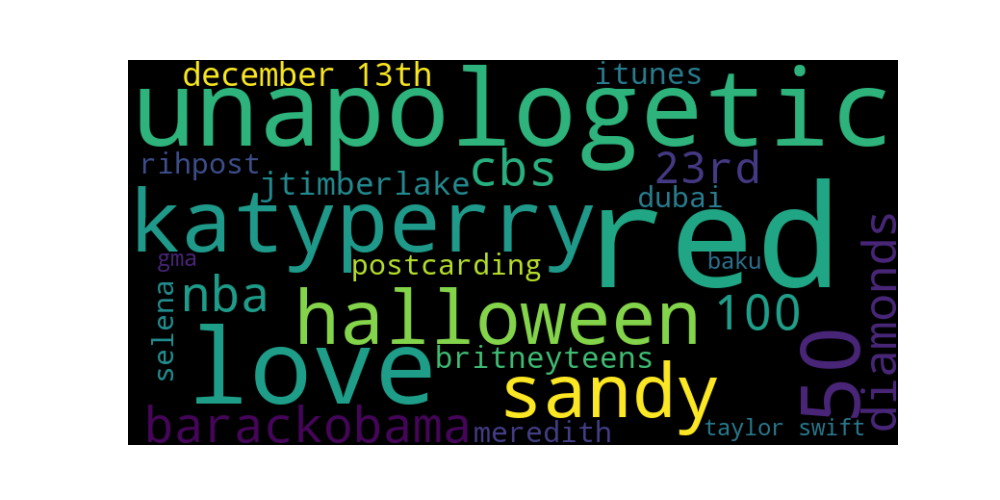 december 13th
itunes
unapologetic
rihpost
cbs
23rd
jtimberlake
dubai
katyperry
red
gma
postcarding
baku
diamonds
selena
nba
halloween
100
love
britneyteens
50
sandy
barackobama
meredith
taylor swift